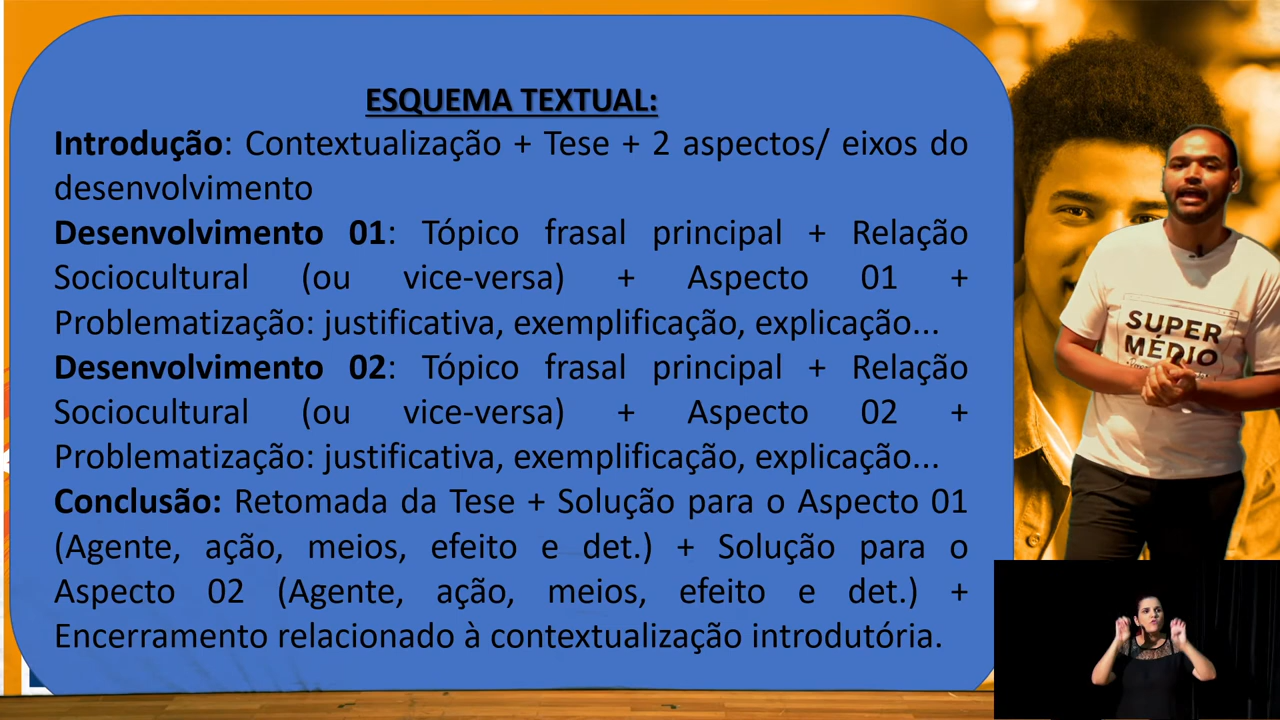 ESQUEMA TEXTUAL:
Introdução: Contextualização + Tese + 2 aspectos/ eixos do
desenvolvimento
Desenvolvimento 01: Tópico frasal principal + Relação
Sociocultural (ou vice-versa) + Aspecto 01 +
Problematização: justificativa, exemplificação, explicação...
Desenvolvimento 02: Tópico frasal principal + Relação
Sociocultural (ou vice-versa) + Aspecto 02 +
Problematização: justificativa, exemplificação, explicação...
Conclusão: Retomada da Tese + Solução para o Aspecto 01
(Agente, ação, meios, efeito e det.) + Solução para o
Aspecto 02 (Agente, ação, meios, efeito e det.) +
Encerramento relacionado à contextualização introdutória.
SUPER
MÉDIO